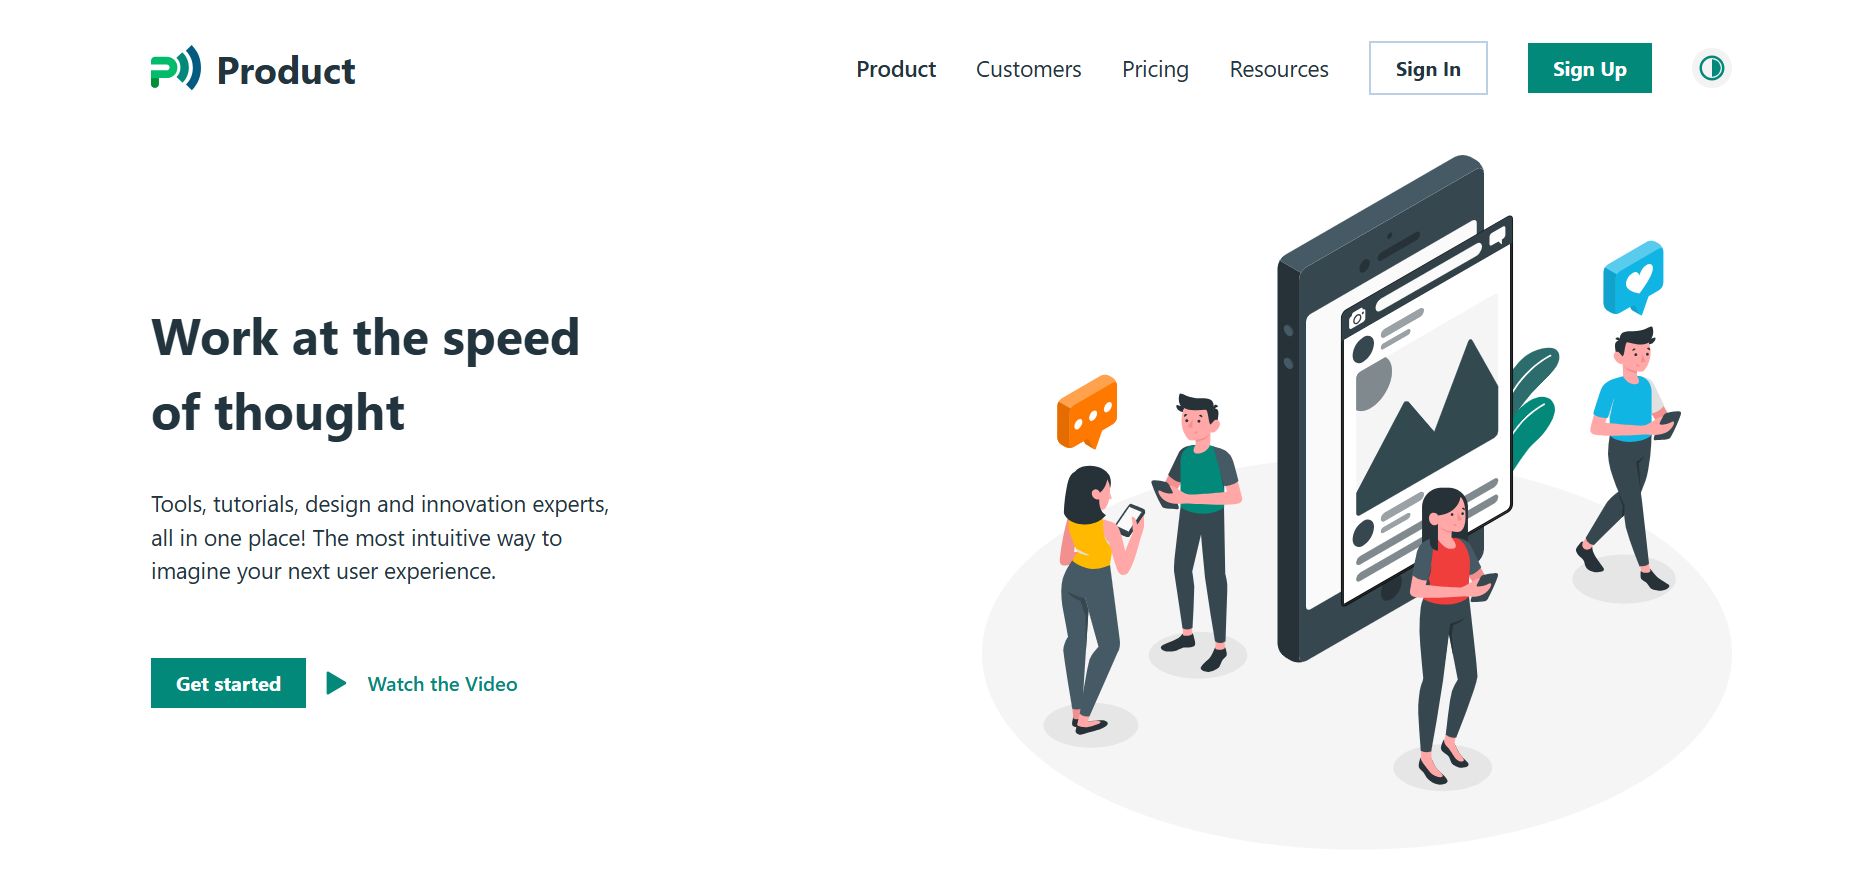 Product
Product
Customers
Pricing
Resources
Sign In
Sign Up
Work at the speed
of thought
Tools, tutorials, design and innovation experts,
all in one place! The most intuitive way to
imagine your next user experience.
Get started
Watch the Video